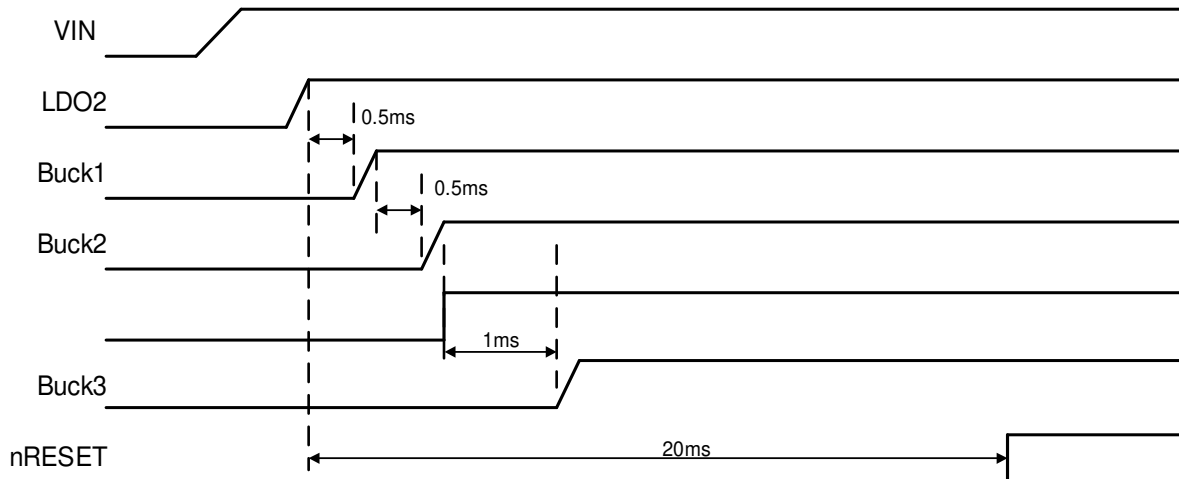 VIN
LDO2
0.5ms
Buck1
0.5ms
Buck2
1ms
Buck3
20ms
nRESET